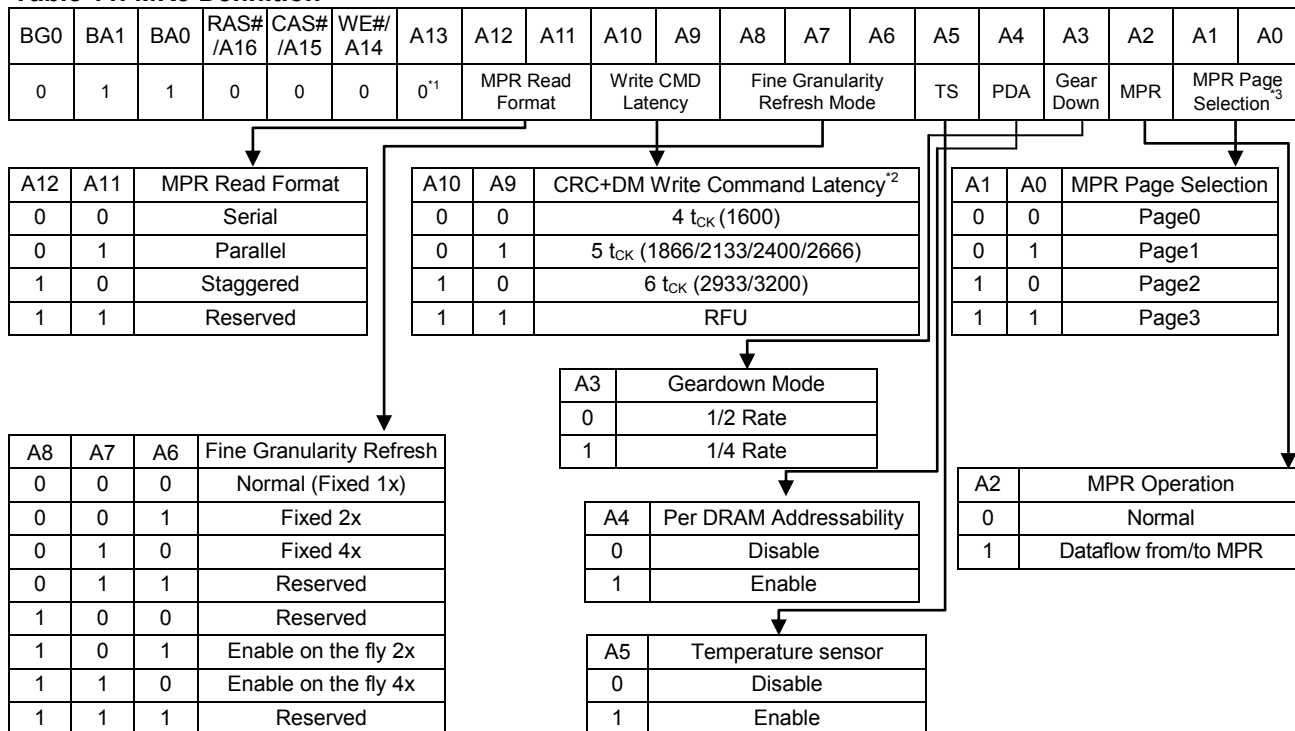 BG0 BA1 BA0 RAS# /A16 CAS# /A15 WE#/ A14 A13 A12 A11 A10 A9 A8 A7 A6 A5 A4 A3 A2 A1 A0
0 1 1 0 0 0 0*1 MPR Read Format Write CMD Latency Fine Granularity Refresh Mode TS PDA Gear Down MPR MPR Page Selection*3
A12 A11 MPR Read Format
0 0 Serial
0 1 Parallel
1 0 Staggered
1 1 Reserved
A10 A9 CRC+DM Write Command Latency*2
0 0 4 tCK (1600)
0 1 5 tCK (1866/2133/2400/2666)
1 0 6 tCK (2933/3200)
1 1 RFU
A1 A0 MPR Page Selection
0 0 Page0
0 1 Page1
1 0 Page2
1 1 Page3
A3 Geardown Mode
0 1/2 Rate
1 1/4 Rate
A8 A7 A6 Fine Granularity Refresh
0 0 0 Normal (Fixed 1x)
0 0 1 Fixed 2x
0 1 0 Fixed 4x
0 1 1 Reserved
1 0 0 Reserved
1 0 1 Enable on the fly 2x
1 1 0 Enable on the fly 4x
1 1 1 Reserved
A4 Per DRAM Addressability
0 Disable
1 Enable
A2 MPR Operation
0 Normal
1 Dataflow from/to MPR
A5 Temperature sensor
0 Disable
1 Enable